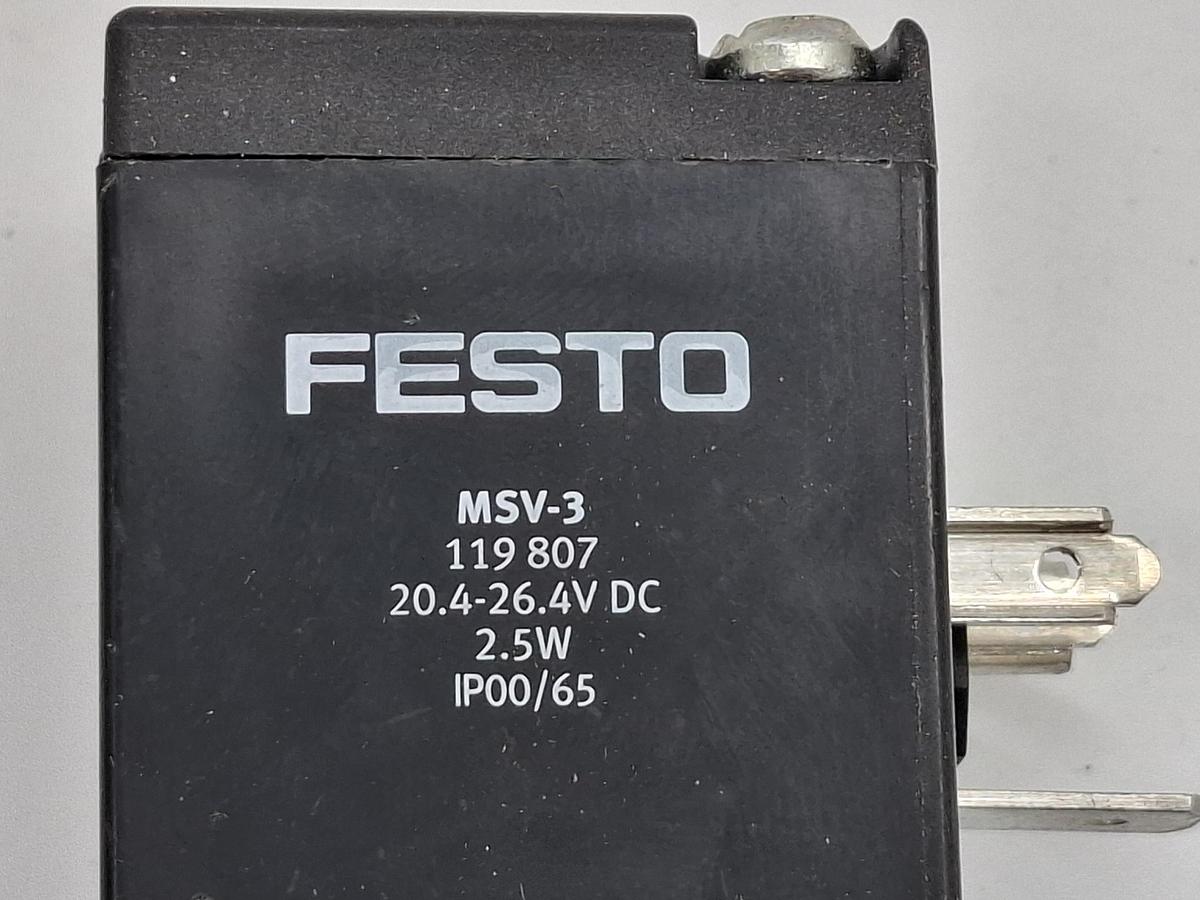 FESTO
MSV-3
119 807
20.4-26.4V DC
2.5W
IP00/65